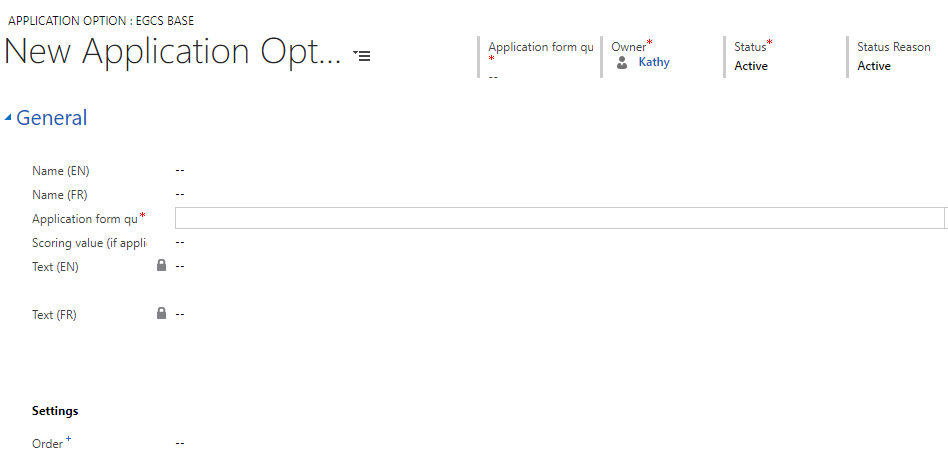 APPLICATION OPTION : EGCS BASE
New Application Opt...
Application form qu*
--
Owner*
Kathy
Status*
Active
Status Reason
Active
General
Name (EN) --
Name (FR) --
Application form qu*
Scoring value (if appli --
Text (EN) --
Text (FR) --
Settings
Order+ --